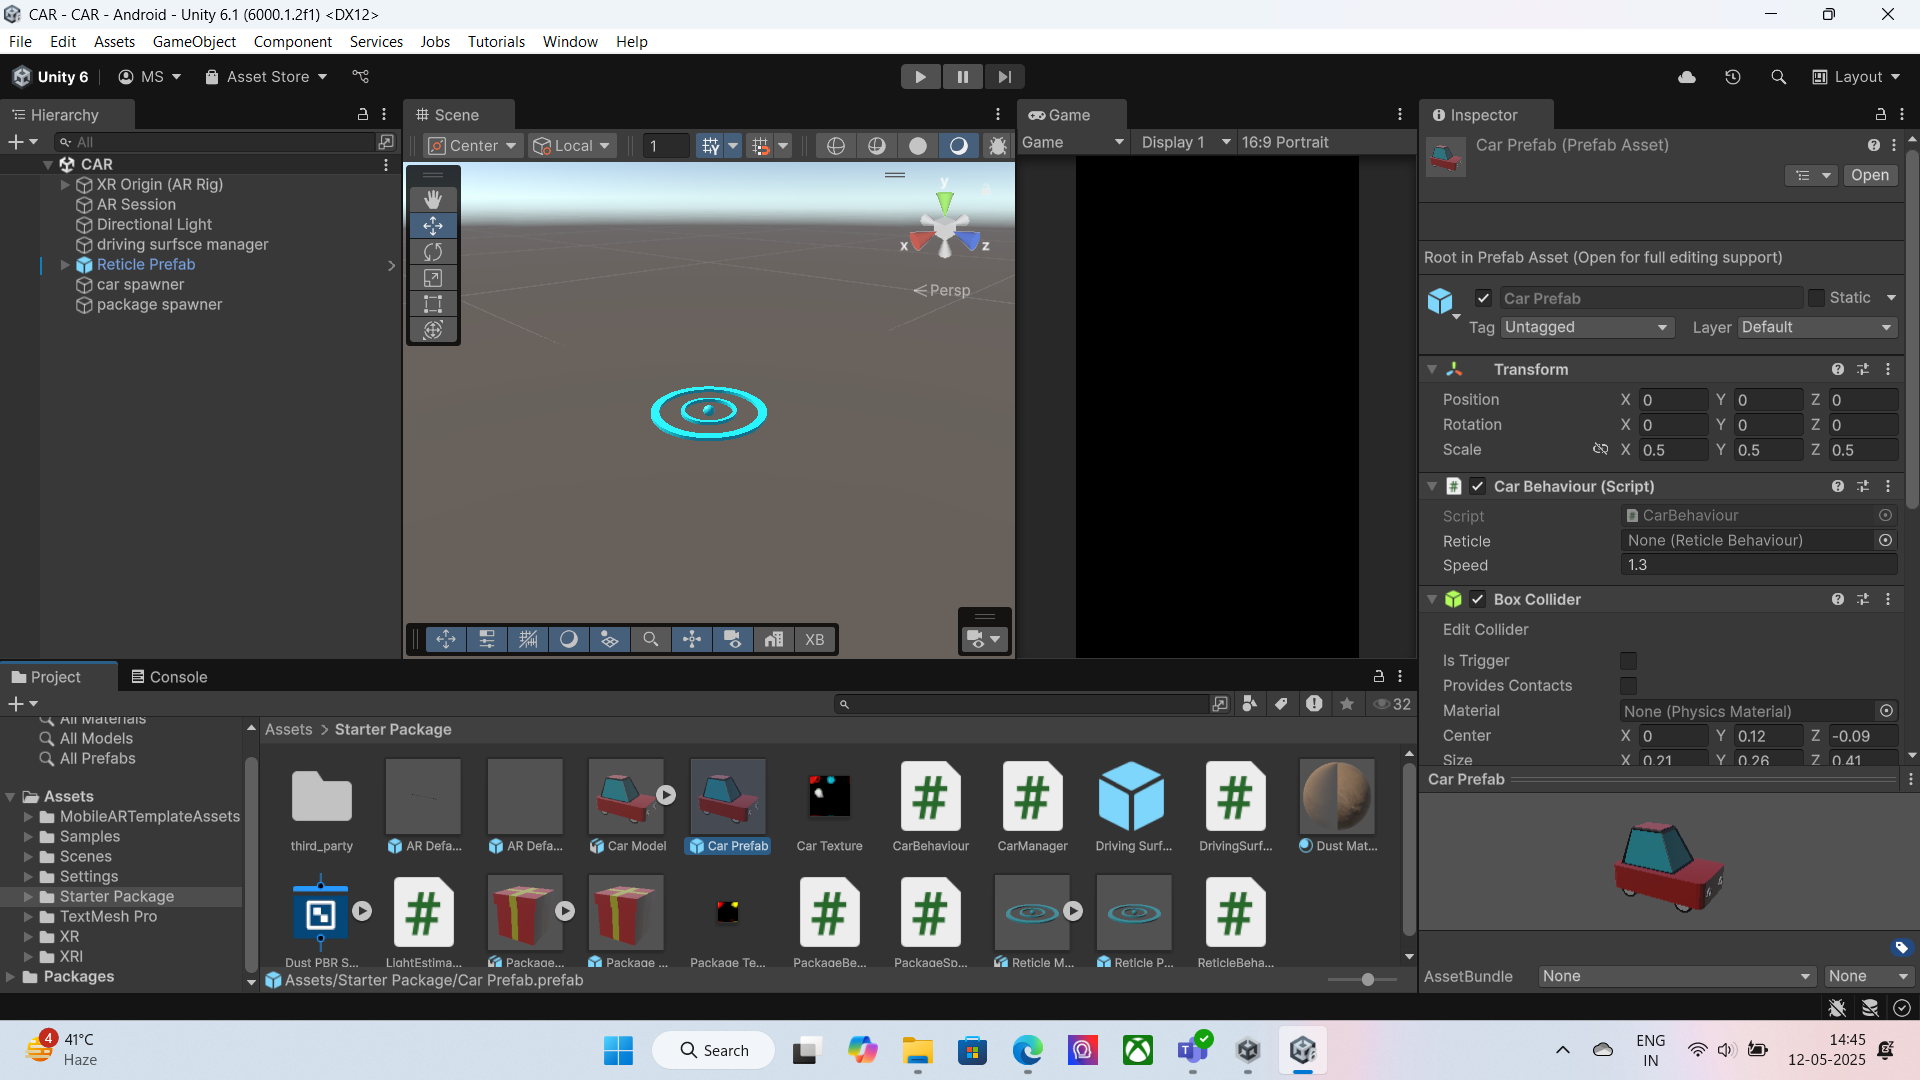 CAR - CAR - Android - Unity 6.1 (6000.1.2f1) <DX12>
File Edit Assets GameObject Component Services Jobs Tutorials Window Help
Unity 6 MS Asset Store Layout
Hierarchy
All
CAR
XR Origin (AR Rig)
AR Session
Directional Light
driving surfsce manager
Reticle Prefab
car spawner
package spawner
Scene
Center Local 1
y
x z
Persp
XB
Game
Game Display 1 16:9 Portrait
Inspector
Car Prefab (Prefab Asset)
Open
Root in Prefab Asset (Open for full editing support)
Car Prefab Static
Tag Untagged Layer Default
Transform
Position X 0 Y 0 Z 0
Rotation X 0 Y 0 Z 0
Scale X 0.5 Y 0.5 Z 0.5
# Car Behaviour (Script)
Script CarBehaviour
Reticle None (Reticle Behaviour)
Speed 1.3
Box Collider
Edit Collider
Is Trigger
Provides Contacts
Material None (Physics Material)
Center X 0 Y 0.12 Z -0.09
Size X 0.21 Y 0.26 Z 0.41
Car Prefab
AssetBundle None None
Project Console
32
All Materials
All Models
All Prefabs
Assets
MobileARTemplateAssets
Samples
Scenes
Settings
Starter Package
TextMesh Pro
XR
XRI
Packages
Assets > Starter Package
# # #
third_party AR Defa... AR Defa... Car Model Car Prefab Car Texture CarBehaviour CarManager Driving Surf... DrivingSurf... Dust Mat...
# # # #
Dust PBR S... LightEstima... Package... Package ... Package Te... PackageBe... PackageSp... Reticle M... Reticle P... ReticleBeha...
Assets/Starter Package/Car Prefab.prefab
4 41°C
Haze
Search
ENG
IN
14:45
12-05-2025